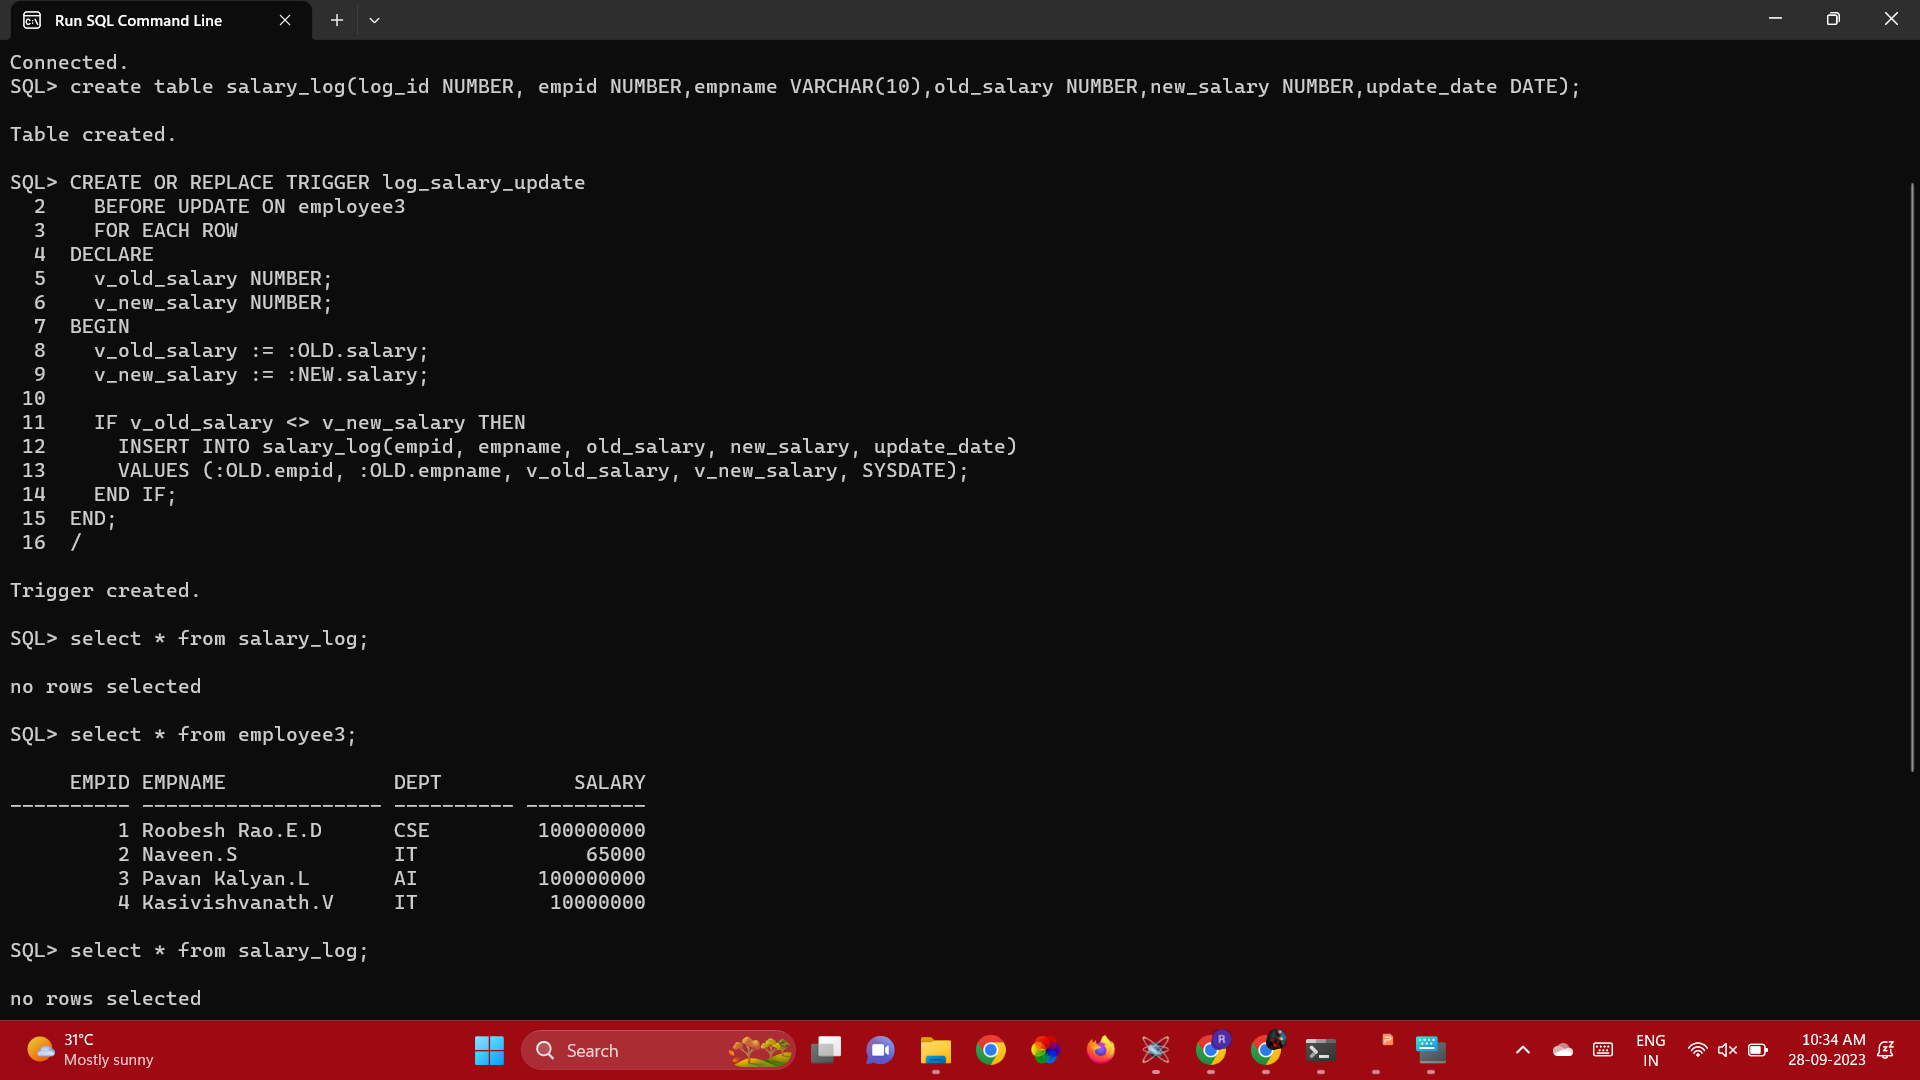 Run SQL Command Line
Connected.
SQL> create table salary_log(log_id NUMBER, empid NUMBER,empname VARCHAR(10),old_salary NUMBER,new_salary NUMBER,update_date DATE);
Table created.
SQL> CREATE OR REPLACE TRIGGER log_salary_update
2 BEFORE UPDATE ON employee3
3 FOR EACH ROW
4 DECLARE
5 v_old_salary NUMBER;
6 v_new_salary NUMBER;
7 BEGIN
8 v_old_salary := :OLD.salary;
9 v_new_salary := :NEW.salary;
10
11 IF v_old_salary <> v_new_salary THEN
12 INSERT INTO salary_log(empid, empname, old_salary, new_salary, update_date)
13 VALUES (:OLD.empid, :OLD.empname, v_old_salary, v_new_salary, SYSDATE);
14 END IF;
15 END;
16 /
Trigger created.
SQL> select * from salary_log;
no rows selected
SQL> select * from employee3;
EMPID EMPNAME DEPT SALARY
---------- -------------------- ---------- ----------
1 Roobesh Rao.E.D CSE 100000000
2 Naveen.S IT 65000
3 Pavan Kalyan.L AI 100000000
4 Kasivishvanath.V IT 10000000
SQL> select * from salary_log;
no rows selected
31°C
Mostly sunny
Search
R
ENG
IN
10:34 AM
28-09-2023